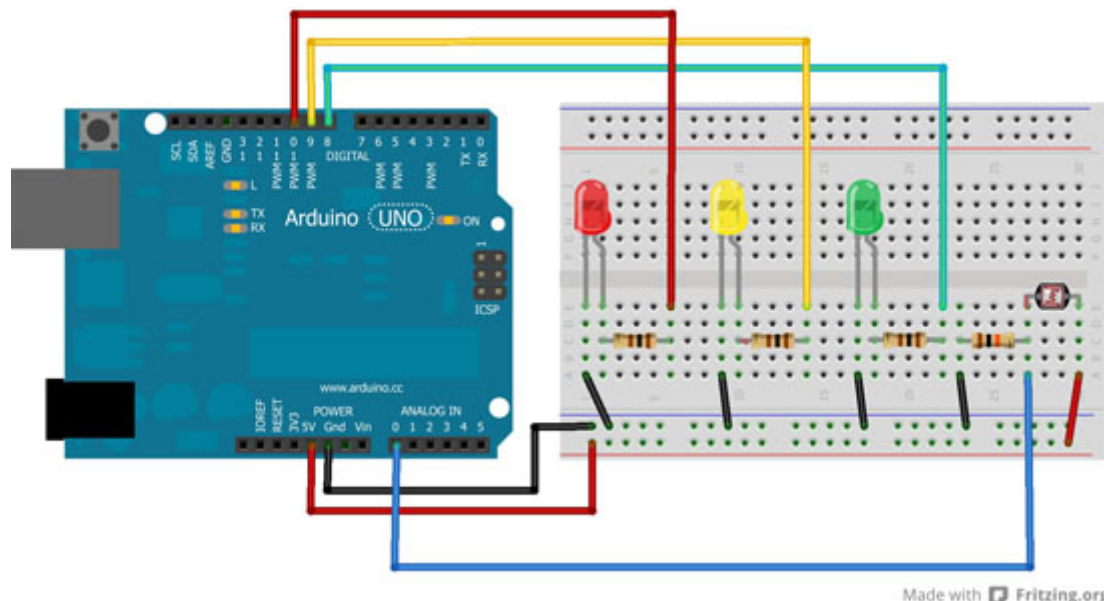 SCL
SDA
AREF
GND
13
12
PWM 11
PWM 10
PWM 9
8
DIGITAL
7
PWM 6
PWM 5
4
PWM 3
2
TX 1
RX 0
L
TX
RX
Arduino UNO
ON
1
ICSP
www.arduino.cc
POWER
ANALOG IN
IOREF
RESET
3V3
5V
Gnd
Vin
0 1 2 3 4 5
Made with Fritzing.org